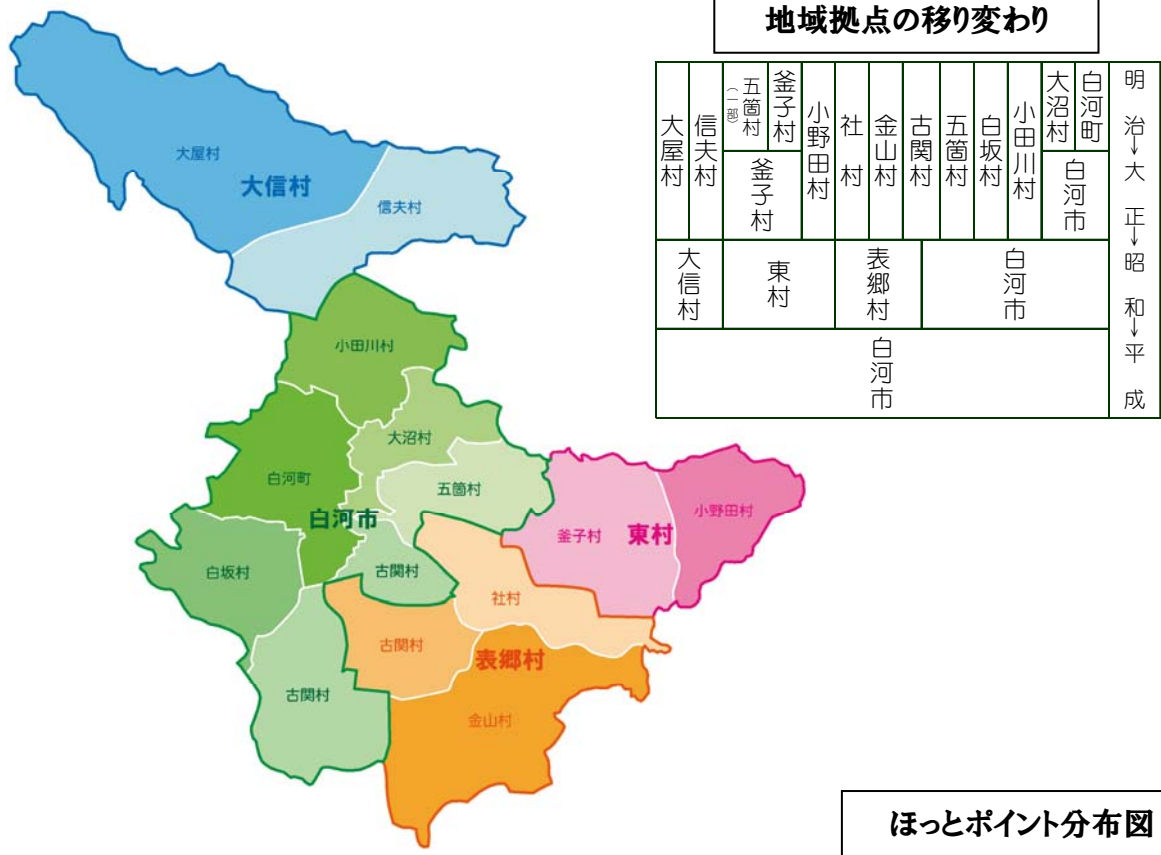 地域拠点の移り変わり
明治→大正→昭和→平成
白河町
大沼村
小田川村
白坂村
五箇村
古関村
金山村
社村
小野田村
釜子村
五箇村（一部）
信夫村
大屋村
白河市
釜子村
白河市
表郷村
東村
大信村
白河市
大屋村
大信村
信夫村
小田川村
大沼村
白河町
五箇村
白河市
小野田村
釜子村
東村
白坂村
古関村
社村
古関村
表郷村
古関村
金山村
ほっとポイント分布図